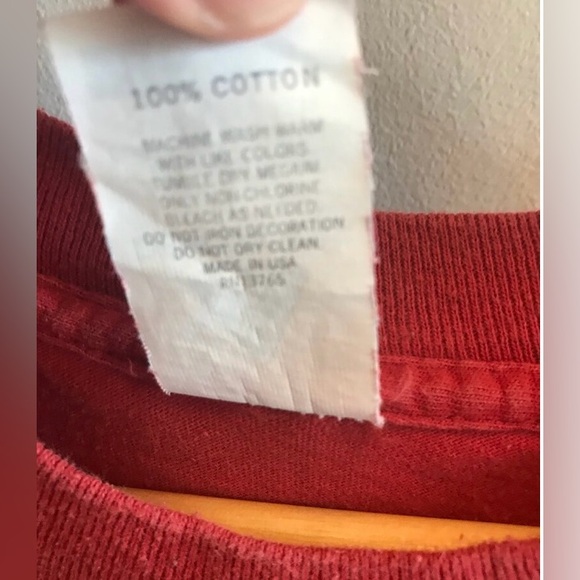 100% COTTON
MACHINE WASH WARM
WITH LIKE COLORS.
TUMBLE DRY MEDIUM
ONLY NON-CHLORINE
BLEACH AS NEEDED.
DO NOT IRON DECORATION
DO NOT DRY CLEAN.
MADE IN USA
RN13765